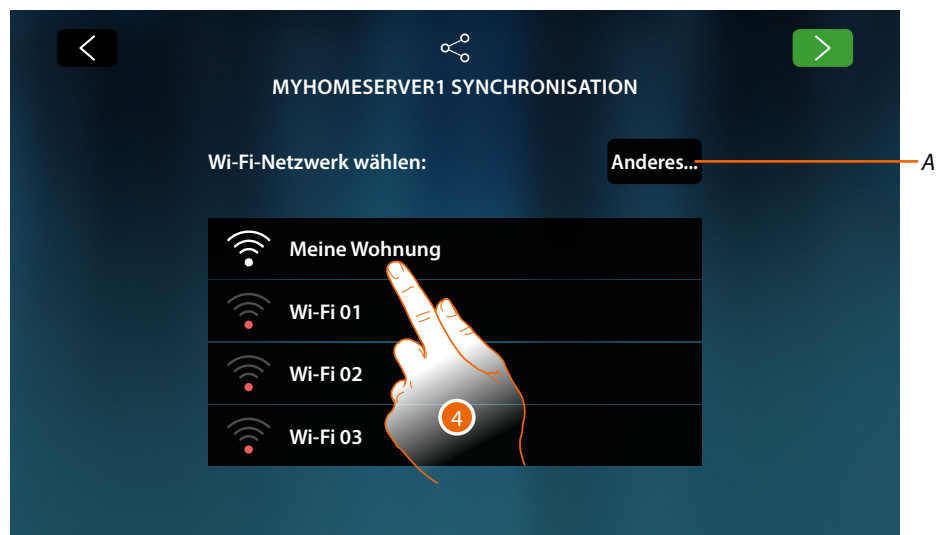 MYHOMESERVER1 SYNCHRONISATION
Wi-Fi-Netzwerk wählen:
Anderes...
A
Meine Wohnung
Wi-Fi 01
Wi-Fi 02
4
Wi-Fi 03